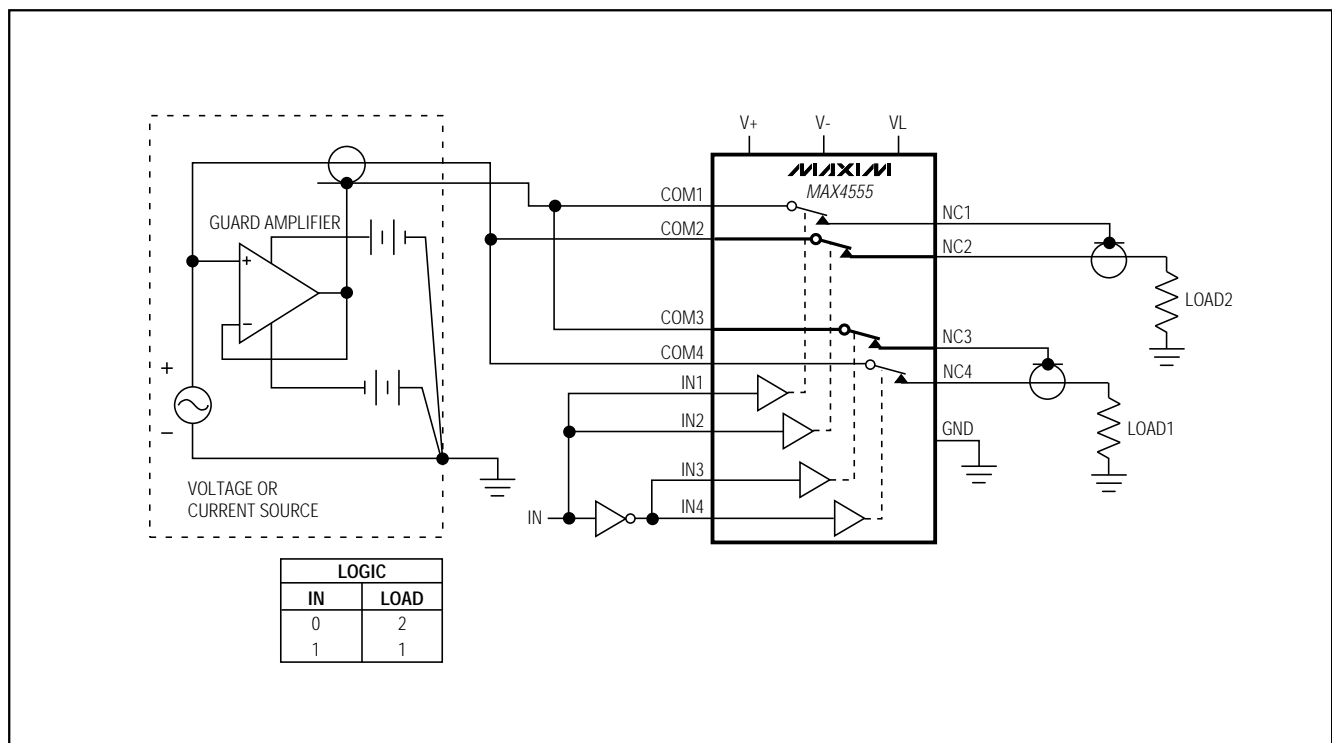 V+ V- VL
MAXIM
MAX4555
GUARD AMPLIFIER
+
−
+
−
VOLTAGE OR
CURRENT SOURCE
COM1
COM2
COM3
COM4
IN1
IN2
IN3
IN4
IN
NC1
NC2
NC3
NC4
GND
LOAD2
LOAD1
LOGIC
IN LOAD
0 2
1 1